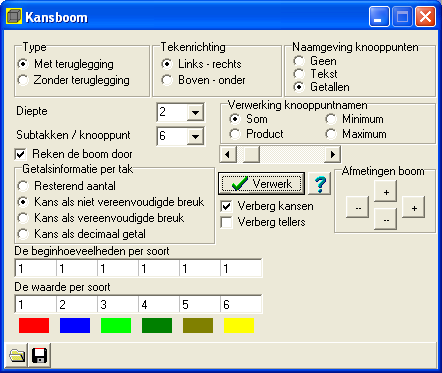 Kansboom
Type
Met teruglegging
Zonder teruglegging
Tekenrichting
Links - rechts
Boven - onder
Naamgeving knooppunten
Geen
Tekst
Getallen
Diepte
2
Subtakken / knooppunt
6
Reken de boom door
Verwerking knooppuntnamen
Som
Product
Minimum
Maximum
Getalsinformatie per tak
Resterend aantal
Kans als niet vereenvoudigde breuk
Kans als vereenvoudigde breuk
Kans als decimaal getal
Verwerk
?
Verberg kansen
Verberg tellers
Afmetingen boom
+
-- +
--
De beginhoeveelheden per soort
1 1 1 1 1 1
De waarde per soort
1 2 3 4 5 6